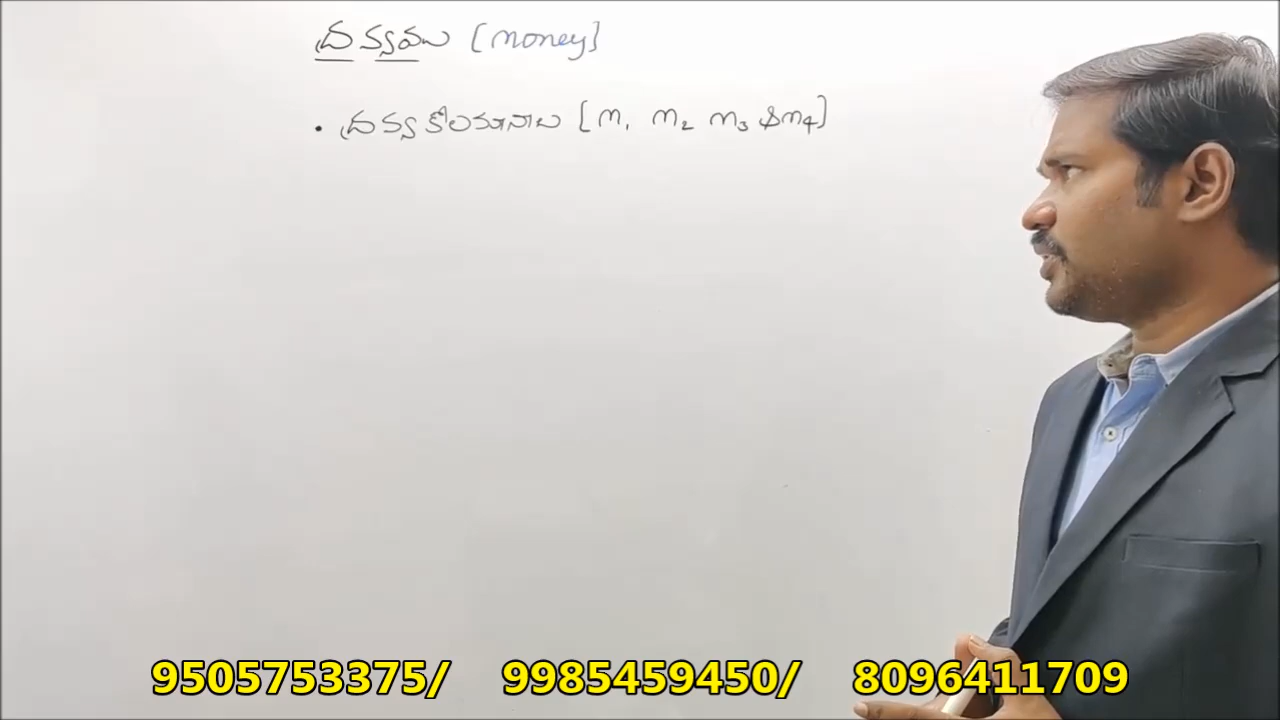 ద్రవ్యము [money]
• ద్రవ్య కొలమానాలు [m1 m2 m3 & m4]
9505753375/ 9985459450/ 8096411709